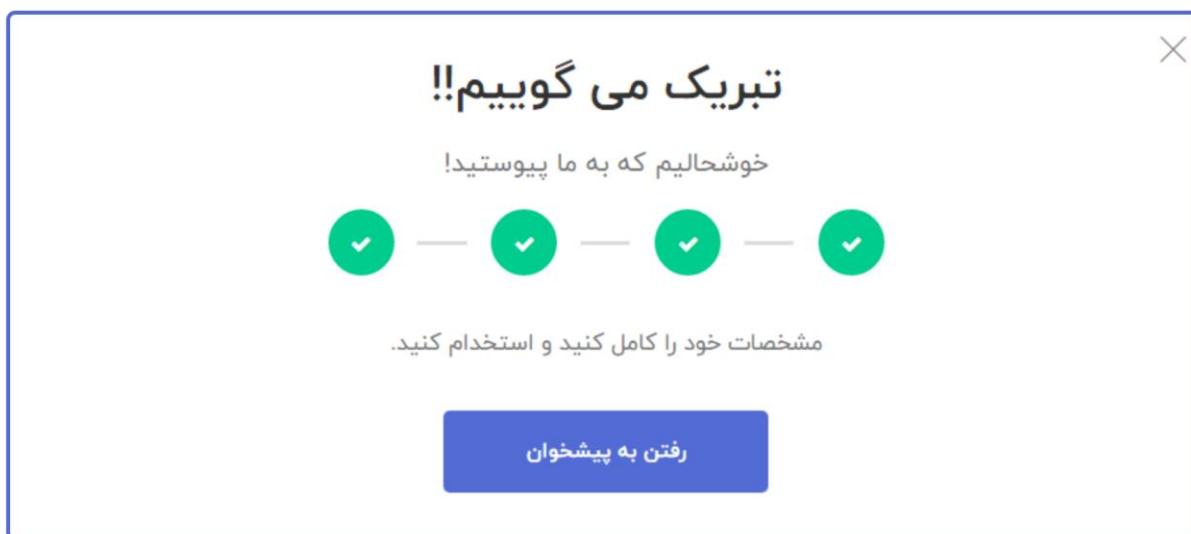 تبریک می گوییم!!
خوشحالیم که به ما پیوستید!
مشخصات خود را کامل کنید و استخدام کنید.
رفتن به پیشخوان